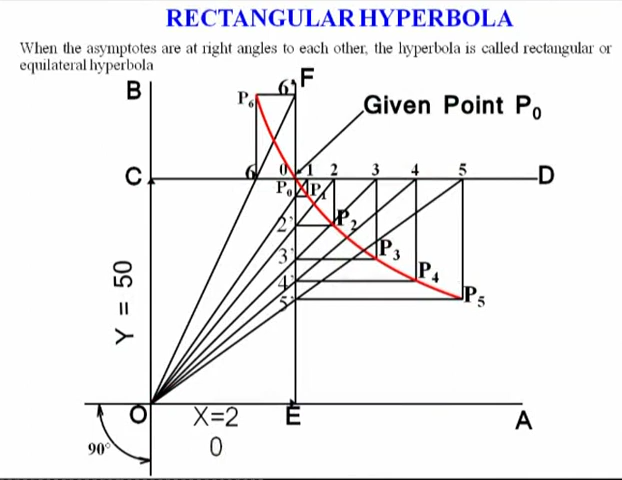 RECTANGULAR HYPERBOLA
When the asymptotes are at right angles to each other, the hyperbola is called rectangular or
equilateral hyperbola
B
P6
6'
F
Given Point P0
C
6
0
1
2
3
4
5
D
P0
P1
2'
P2
3'
P3
4'
P4
5'
P5
Y = 50
O
X=2
0
E
A
90°